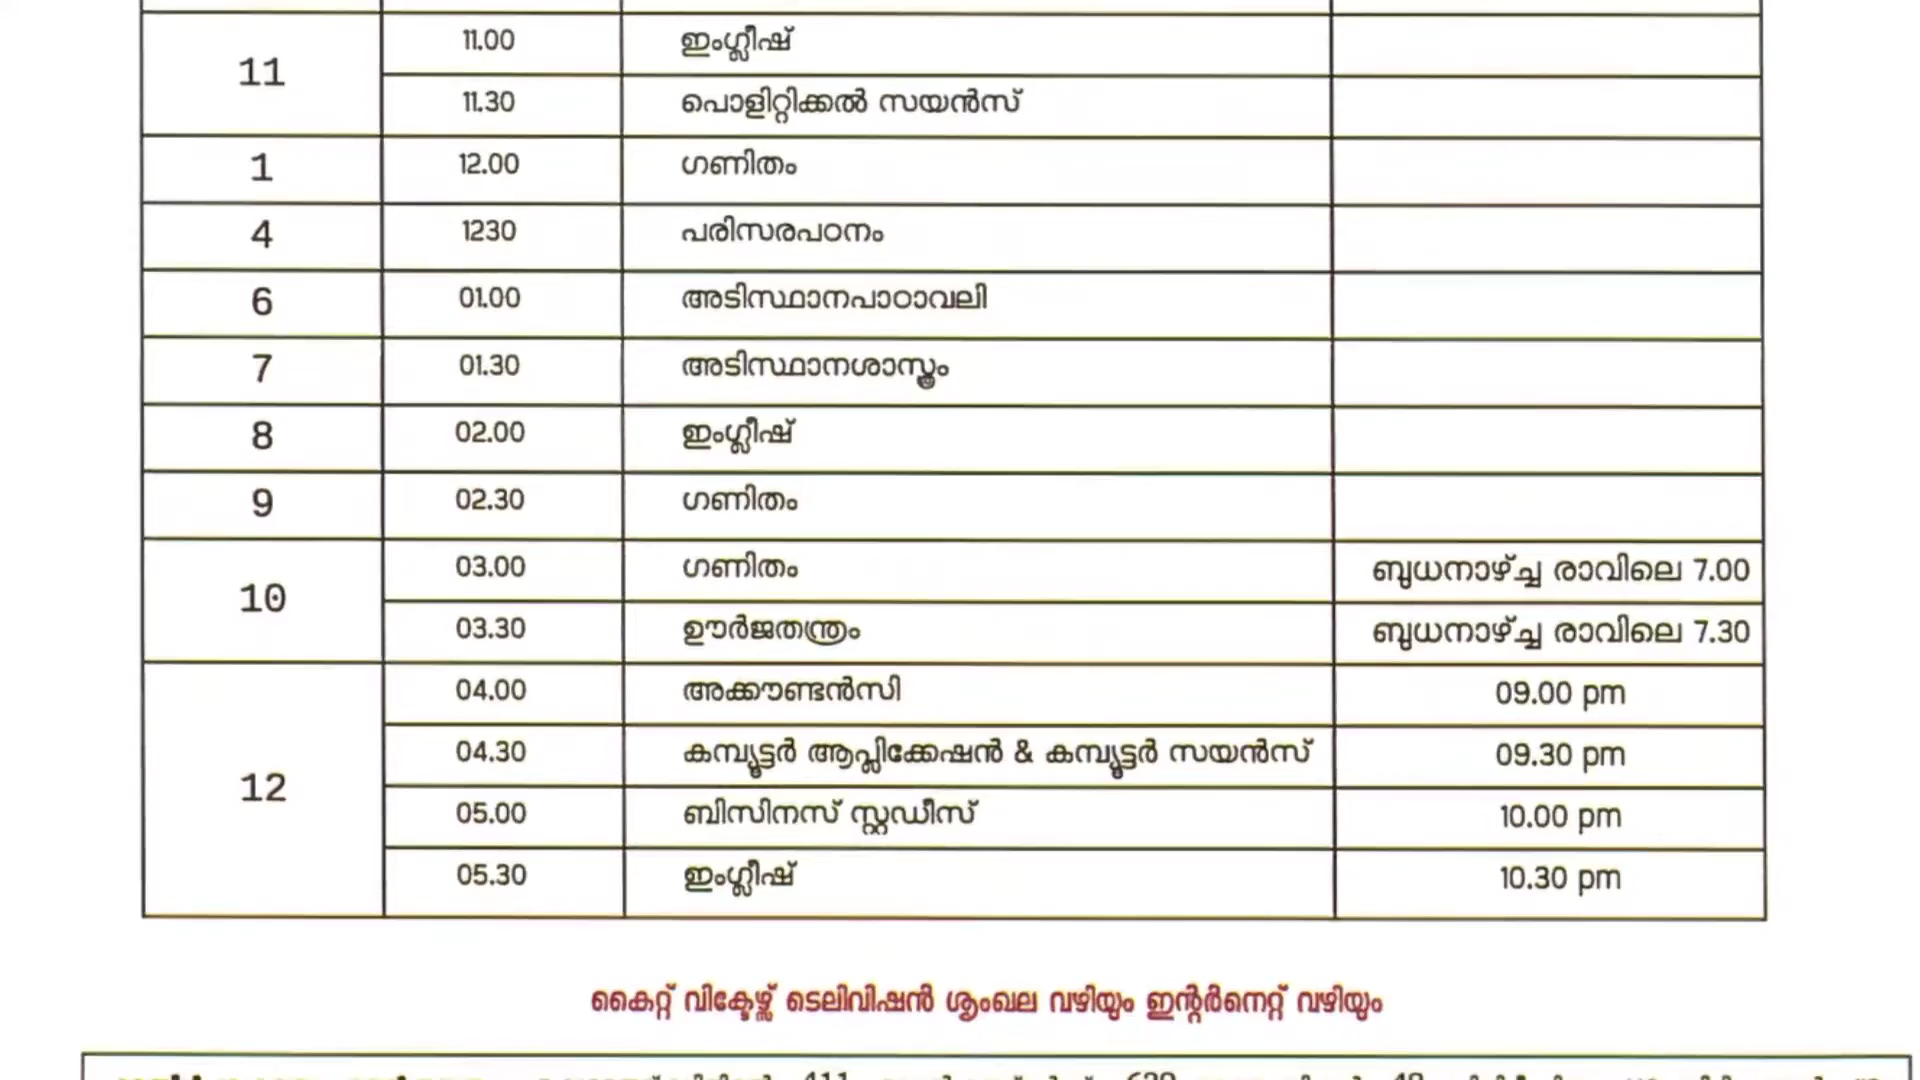 11
11.00 ഇംഗ്ലീഷ്
11.30 പൊളിറ്റിക്കൽ സയൻസ്
1 12.00 ഗണിതം
4 1230 പരിസരപഠനം
6 01.00 അടിസ്ഥാനപാഠാവലി
7 01.30 അടിസ്ഥാനശാസ്ത്രം
8 02.00 ഇംഗ്ലീഷ്
9 02.30 ഗണിതം
10
03.00 ഗണിതം ബുധനാഴ്ച്ച രാവിലെ 7.00
03.30 ഊർജതന്ത്രം ബുധനാഴ്ച്ച രാവിലെ 7.30
12
04.00 അക്കൗണ്ടൻസി 09.00 pm
04.30 കമ്പ്യൂട്ടർ ആപ്ലിക്കേഷൻ & കമ്പ്യൂട്ടർ സയൻസ് 09.30 pm
05.00 ബിസിനസ് സ്റ്റഡീസ് 10.00 pm
05.30 ഇംഗ്ലീഷ് 10.30 pm
കൈറ്റ് വിക്ടേഴ്സ് ടെലിവിഷൻ ശൃംഖല വഴിയും ഇന്റർനെറ്റ് വഴിയും